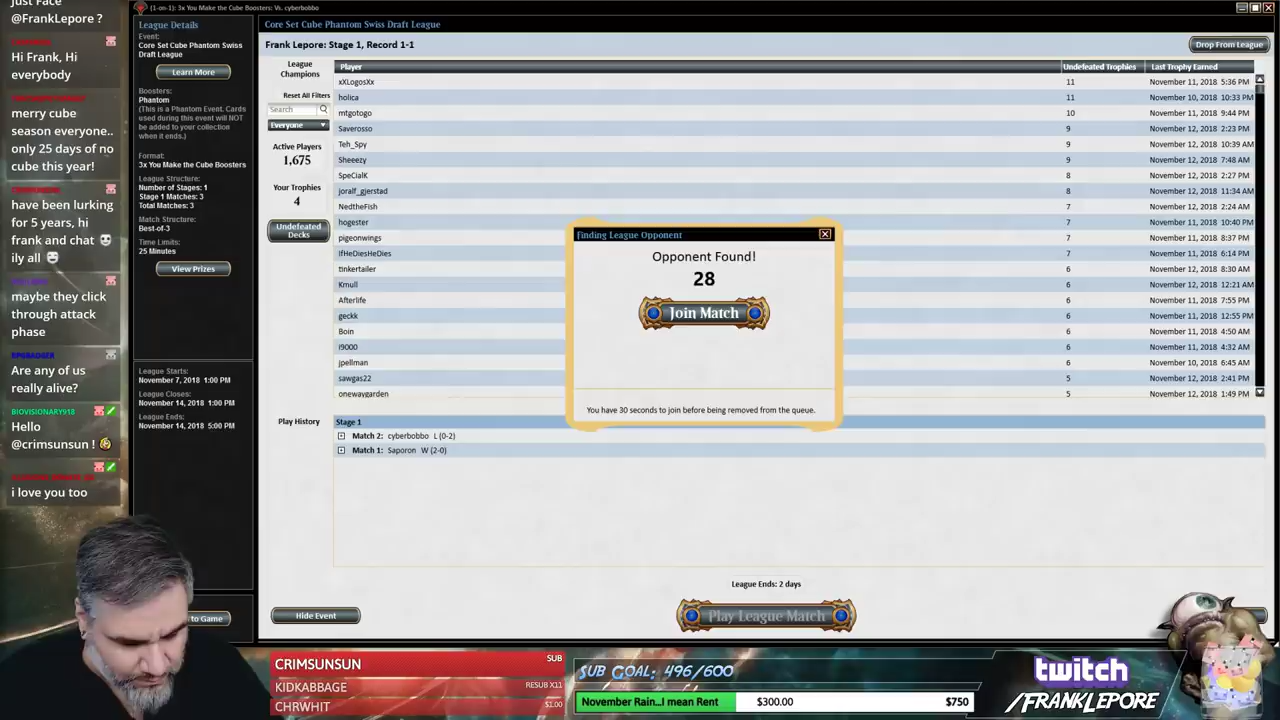 Just Face
@FrankLepore ?
Hi Frank, Hi
everybody
merry cube
season everyone..
only 25 days of no
cube this year!
have been lurking
for 5 years, hi
frank and chat
ily all
maybe they click
through attack
phase
Are any of us
really alive?
BIOVISIONARY918
Hello
@crimsunsun !
i love you too
(1-on-1): 3x You Make the Cube Boosters: Vs. cyberbobbo
League Details
Event:
Core Set Cube Phantom Swiss
Draft League
Learn More
Boosters:
Phantom
(This is a Phantom Event. Cards
used during this event will NOT
be added to your collection
when it ends.)
Format:
3x You Make the Cube Boosters
League Structure:
Number of Stages: 1
Stage 1 Matches: 3
Total Matches: 3
Match Structure:
Best-of-3
Time Limits:
25 Minutes
View Prizes
League Starts:
November 7, 2018 1:00 PM
League Closes:
November 14, 2018 1:00 PM
League Ends:
November 14, 2018 5:00 PM
to Game
Core Set Cube Phantom Swiss Draft League
Frank Lepore: Stage 1, Record 1-1
Drop From League
League
Champions
Reset All Filters
Search
Everyone
Active Players
1,675
Your Trophies
4
Undefeated
Decks
Player Undefeated Trophies Last Trophy Earned
xXLogosXx 11 November 11, 2018 5:36 PM
holica 11 November 10, 2018 10:33 PM
mtgotogo 10 November 11, 2018 9:44 PM
Saverosso 9 November 12, 2018 2:23 PM
Teh_Spy 9 November 12, 2018 10:39 AM
Sheeezy 9 November 12, 2018 7:48 AM
SpeCialK 8 November 12, 2018 2:27 PM
joralf_gjerstad 8 November 12, 2018 11:34 AM
NedtheFish 7 November 12, 2018 2:24 AM
hogester 7 November 11, 2018 10:40 PM
pigeonwings 7 November 11, 2018 8:37 PM
IfHeDiesHeDies 7 November 11, 2018 6:14 PM
tinkertailer 6 November 12, 2018 8:30 AM
Kmull 6 November 12, 2018 12:21 AM
Afterlife 6 November 11, 2018 7:55 PM
geckk 6 November 11, 2018 12:55 PM
Boin 6 November 11, 2018 4:50 AM
i9000 6 November 11, 2018 4:32 AM
jpellman 6 November 10, 2018 6:45 AM
sawgas22 5 November 12, 2018 2:41 PM
onewaygarden 5 November 12, 2018 1:49 PM
Finding League Opponent
Opponent Found!
28
Join Match
You have 30 seconds to join before being removed from the queue.
Play History
Stage 1
Match 2: cyberbobbo L (0-2)
Match 1: Saporon W (2-0)
League Ends: 2 days
Hide Event
Play League Match
CRIMSUNSUN SUB
KIDKABBAGE RESUB X11
CHRWHIT $1.00
SUB GOAL: 496/600
November Rain...I mean Rent $300.00 $750
twitch
/FRANKLEPORE